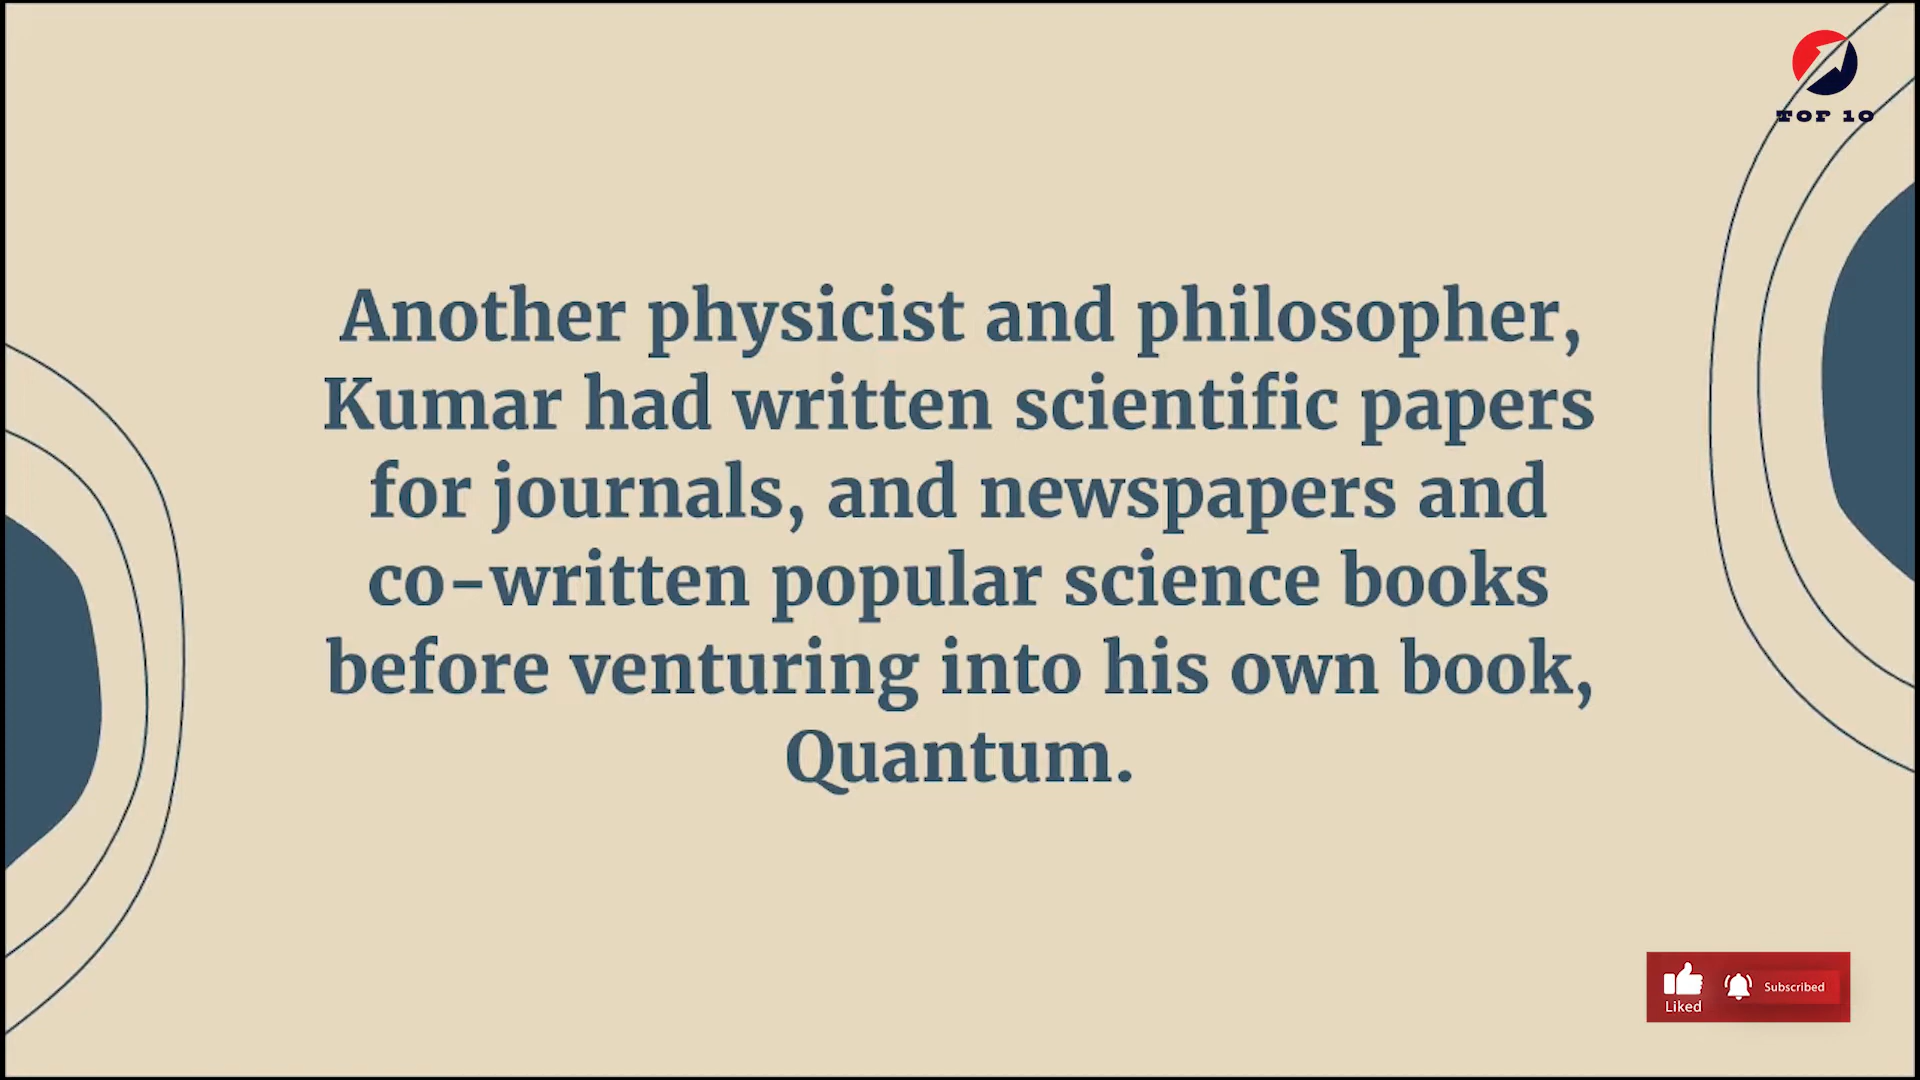 TOP 10
Another physicist and philosopher,
Kumar had written scientific papers
for journals, and newspapers and
co-written popular science books
before venturing into his own book,
Quantum.
Liked
Subscribed